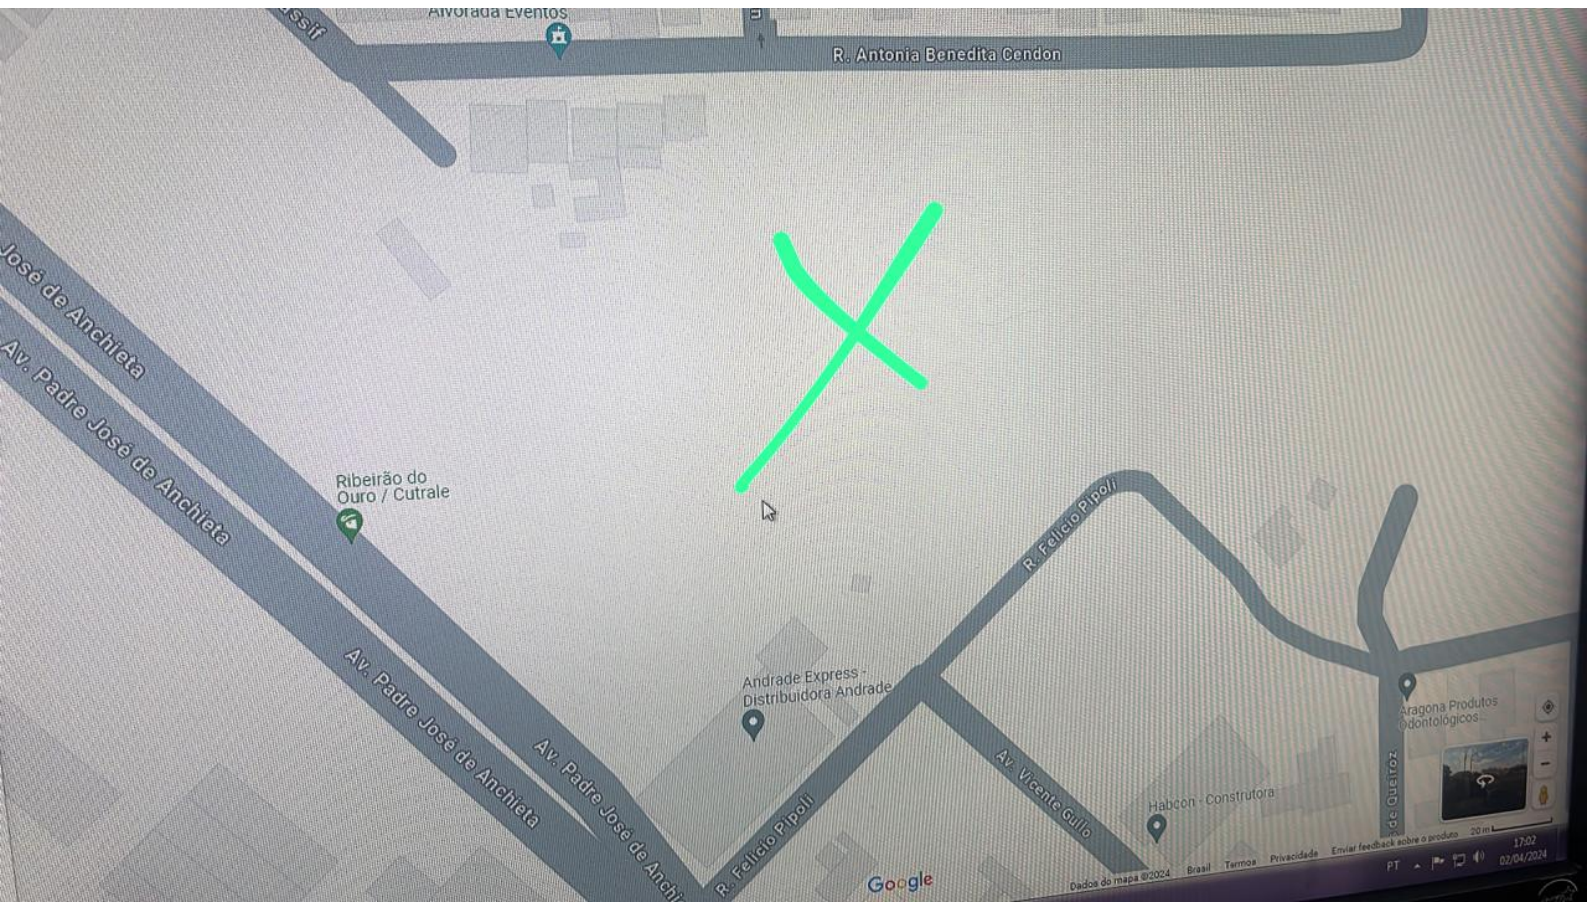 Alvorada Eventos
R. Antonia Benedita Cendon
José de Anchieta
Av. Padre José de Anchieta
Ribeirão do
Ouro / Cutrale
R. Felicio Pipoli
Av. Padre José de Anchieta
Av. Padre José de Anchi
Andrade Express -
Distribuidora Andrade
R. Felicio Pipoli
Av. Vicente Gullo
Habcon - Construtora
Aragona Produtos
Odontológicos...
de Queiroz
Google
Dados do mapa ©2024 Brasil Termos Privacidade Enviar feedback sobre o produto 20 m
PT 17:02
02/04/2024